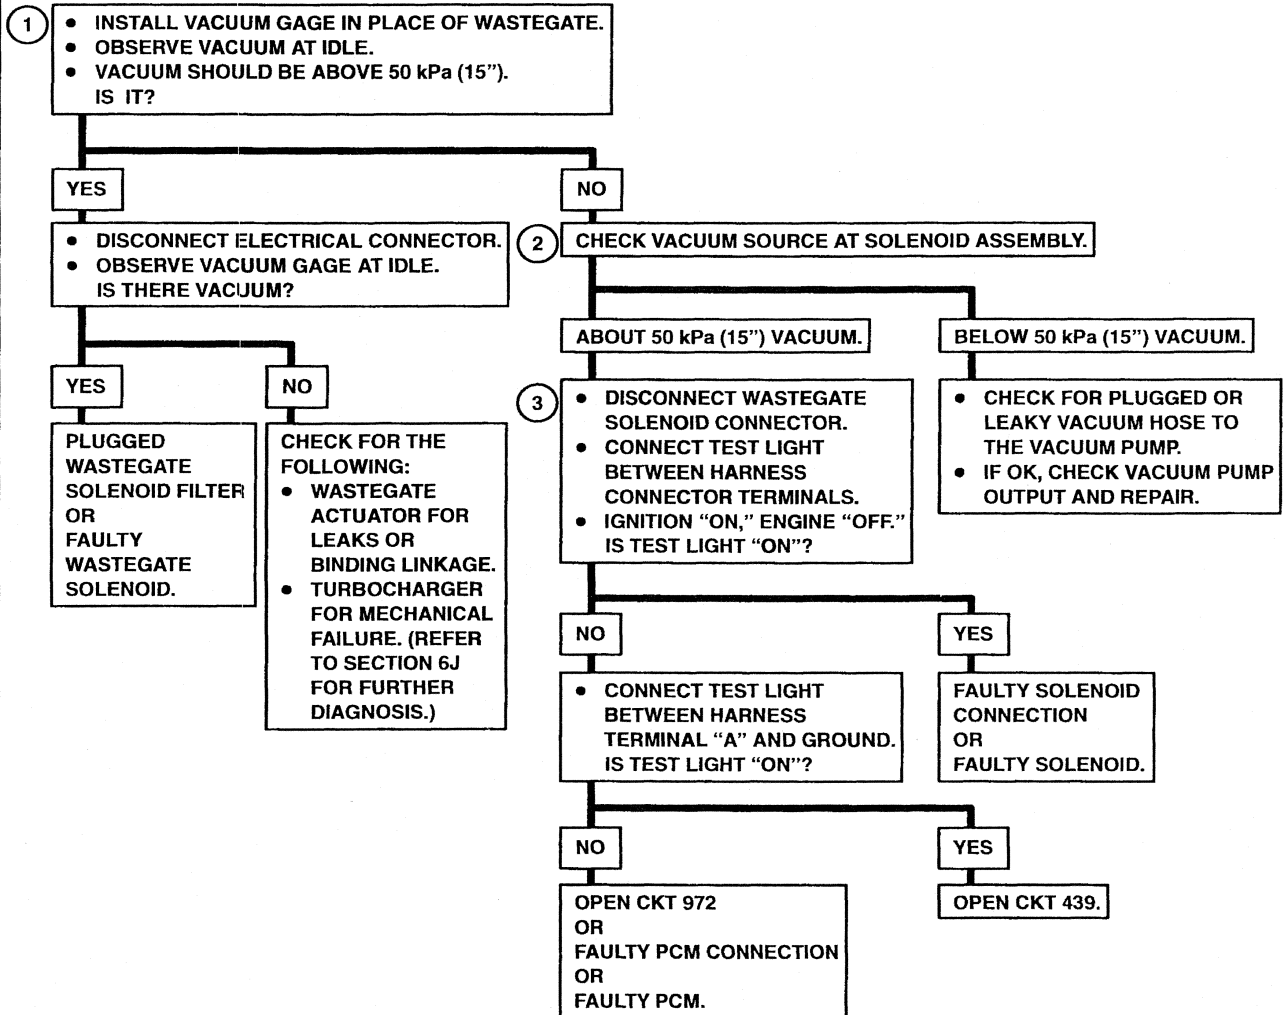 1
• INSTALL VACUUM GAGE IN PLACE OF WASTEGATE.
• OBSERVE VACUUM AT IDLE.
• VACUUM SHOULD BE ABOVE 50 kPa (15”).
IS IT?
YES
NO
• DISCONNECT ELECTRICAL CONNECTOR.
• OBSERVE VACUUM GAGE AT IDLE.
IS THERE VACUUM?
2
CHECK VACUUM SOURCE AT SOLENOID ASSEMBLY.
YES
NO
PLUGGED
WASTEGATE
SOLENOID FILTER
OR
FAULTY
WASTEGATE
SOLENOID.
CHECK FOR THE
FOLLOWING:
• WASTEGATE
ACTUATOR FOR
LEAKS OR
BINDING LINKAGE.
• TURBOCHARGER
FOR MECHANICAL
FAILURE. (REFER
TO SECTION 6J
FOR FURTHER
DIAGNOSIS.)
ABOUT 50 kPa (15”) VACUUM.
BELOW 50 kPa (15”) VACUUM.
3
• DISCONNECT WASTEGATE
SOLENOID CONNECTOR.
• CONNECT TEST LIGHT
BETWEEN HARNESS
CONNECTOR TERMINALS.
• IGNITION “ON,” ENGINE “OFF.”
IS TEST LIGHT “ON”?
• CHECK FOR PLUGGED OR
LEAKY VACUUM HOSE TO
THE VACUUM PUMP.
• IF OK, CHECK VACUUM PUMP
OUTPUT AND REPAIR.
NO
YES
• CONNECT TEST LIGHT
BETWEEN HARNESS
TERMINAL “A” AND GROUND.
IS TEST LIGHT “ON”?
FAULTY SOLENOID
CONNECTION
OR
FAULTY SOLENOID.
NO
YES
OPEN CKT 972
OR
FAULTY PCM CONNECTION
OR
FAULTY PCM.
OPEN CKT 439.